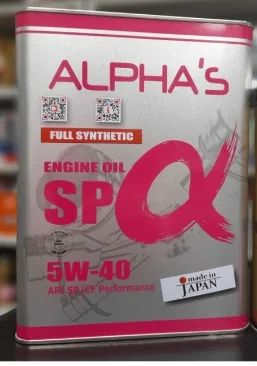 ALPHA'S
FULL SYNTHETIC
ENGINE OIL
SP α
5W-40
API SP/CF Performance
made in
JAPAN